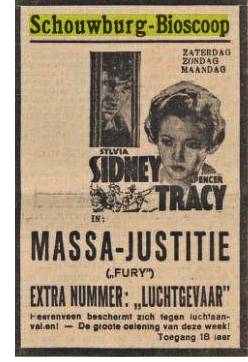 Schouwburg-Bioscoop
ZATERDAG
ZONDAG
MAANDAG
SYLVIA
SIDNEY
SPENCER
TRACY
IN:
MASSA-JUSTITIE
(„FURY”)
EXTRA NUMMER: „LUCHTGEVAAR”
Heerenveen beschermt zich tegen luchtaan-
vallen! — De groote oefening van deze week!
Toegang 18 jaar